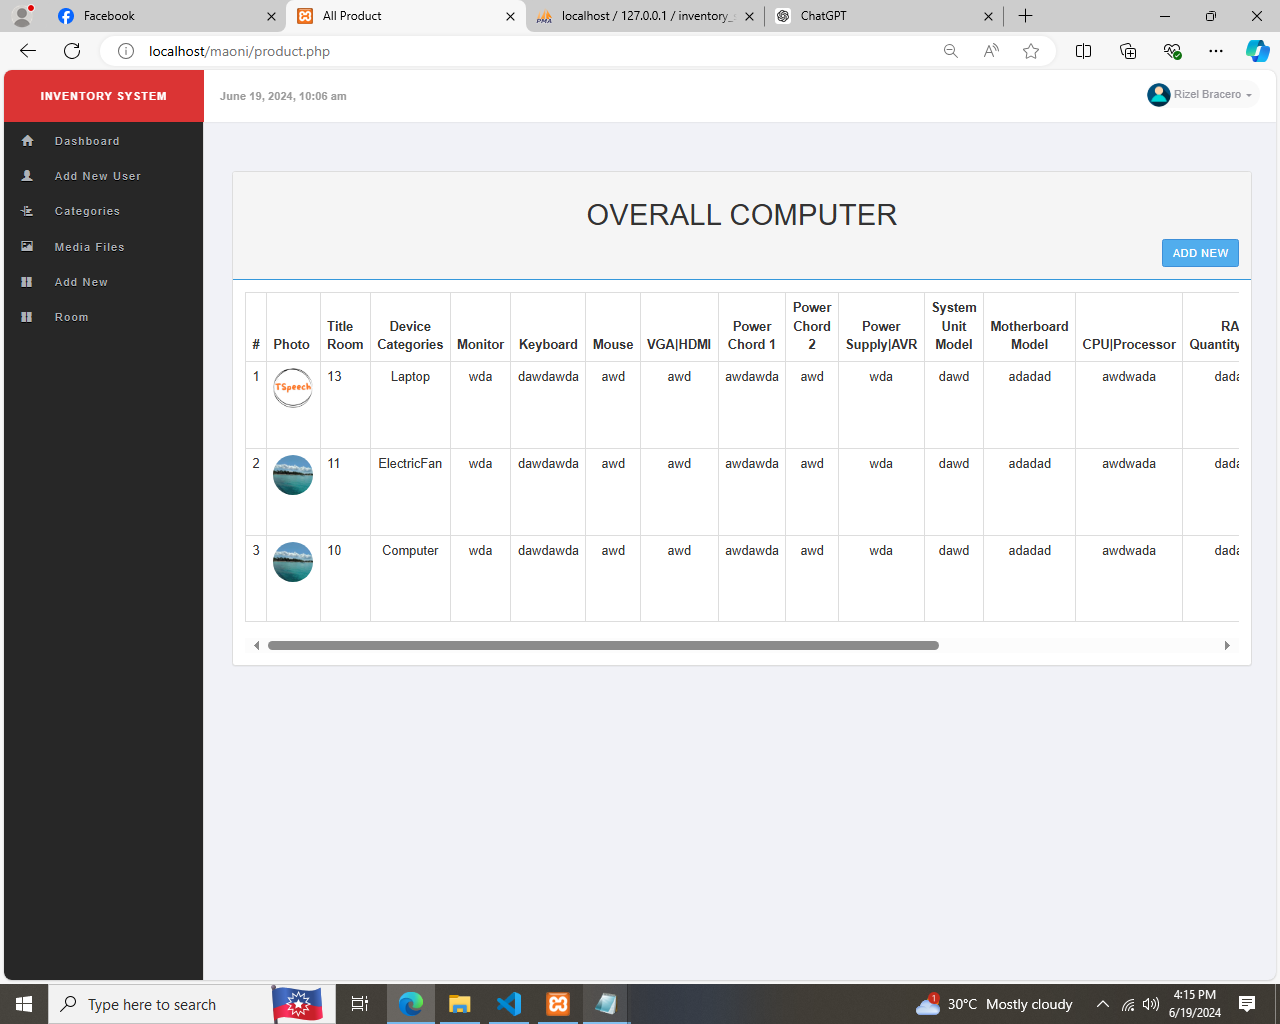 Facebook
All Product
localhost / 127.0.0.1 / inventory_
ChatGPT
localhost/maoni/product.php
INVENTORY SYSTEM
June 19, 2024, 10:06 am
Rizel Bracero
Dashboard
Add New User
Categories
Media Files
Add New
Room
OVERALL COMPUTER
ADD NEW
# Photo Title Room Device Categories Monitor Keyboard Mouse VGA|HDMI Power Chord 1 Power Chord 2 Power Supply|AVR System Unit Model Motherboard Model CPU|Processor RA Quantity
1 TSpeech 13 Laptop wda dawdawda awd awd awdawda awd wda dawd adadad awdwada dada
2 11 ElectricFan wda dawdawda awd awd awdawda awd wda dawd adadad awdwada dada
3 10 Computer wda dawdawda awd awd awdawda awd wda dawd adadad awdwada dada
Type here to search
1
30°C Mostly cloudy
4:15 PM
6/19/2024